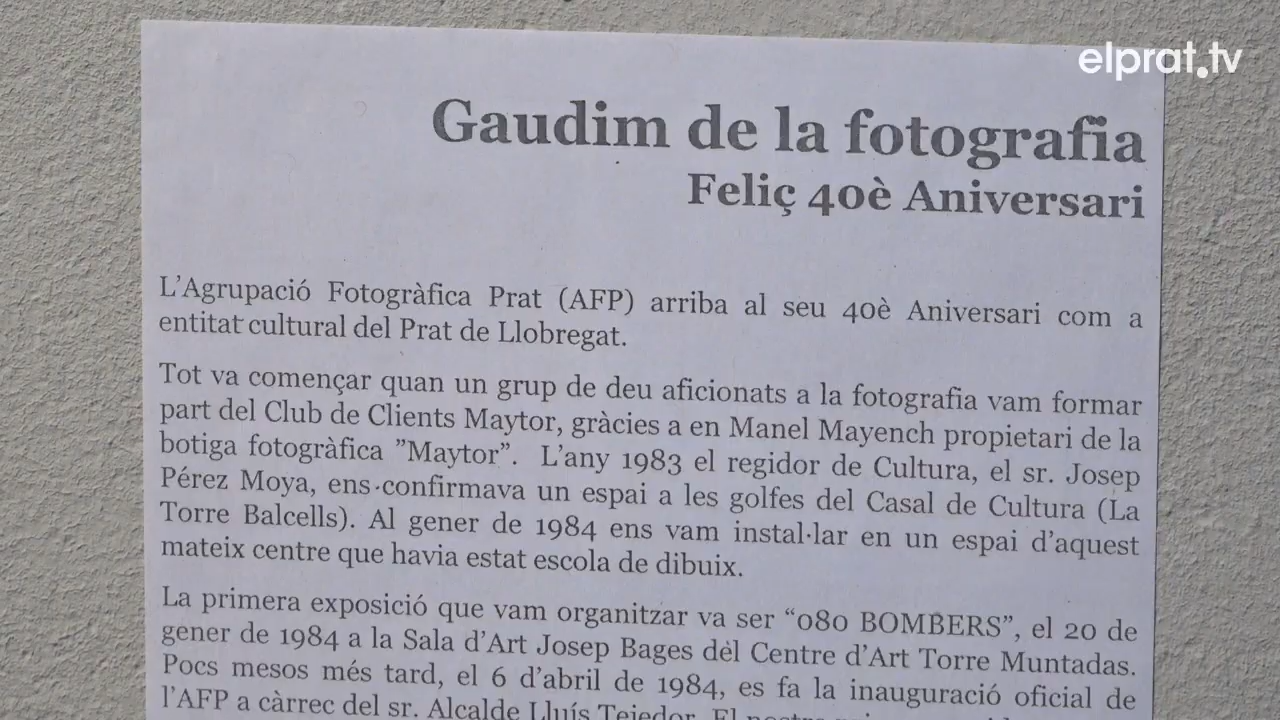 elprat.tv
Gaudim de la fotografia
Feliç 40è Aniversari
L'Agrupació Fotogràfica Prat (AFP) arriba al seu 40è Aniversari com a
entitat cultural del Prat de Llobregat.
Tot va començar quan un grup de deu aficionats a la fotografia vam formar
part del Club de Clients Maytor, gràcies a en Manel Mayench propietari de la
botiga fotogràfica ”Maytor”. L'any 1983 el regidor de Cultura, el sr. Josep
Pérez Moya, ens confirmava un espai a les golfes del Casal de Cultura (La
Torre Balcells). Al gener de 1984 ens vam instal·lar en un espai d'aquest
mateix centre que havia estat escola de dibuix.
La primera exposició que vam organitzar va ser “080 BOMBERS”, el 20 de
gener de 1984 a la Sala d'Art Josep Bages del Centre d'Art Torre Muntadas.
Pocs mesos més tard, el 6 d'abril de 1984, es fa la inauguració oficial de
l'AFP a càrrec del sr. Alcalde Lluís Tejedor. El